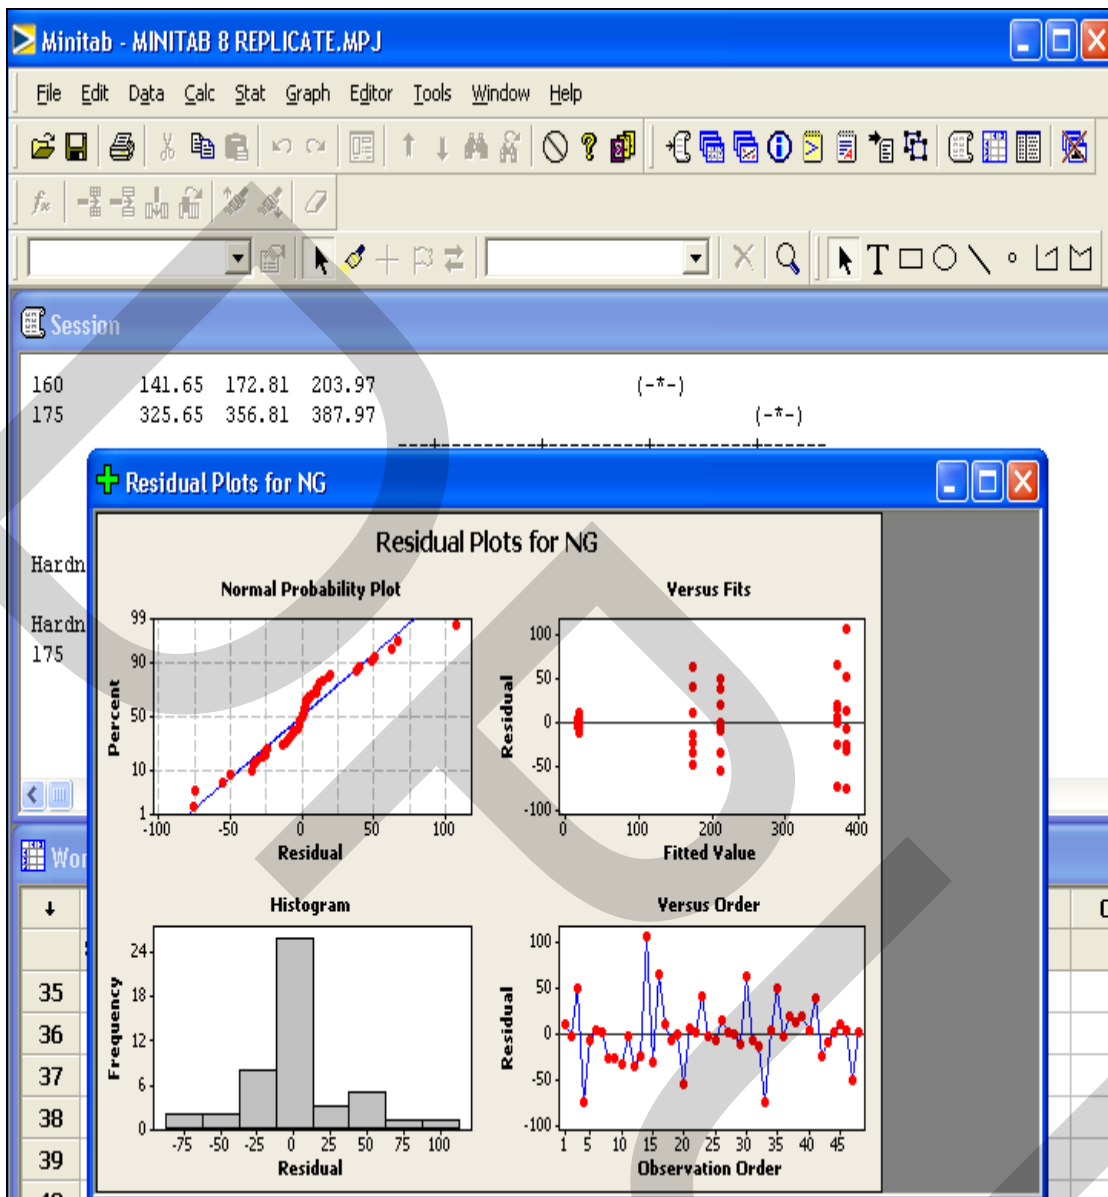 Minitab - MINITAB 8 REPLICATE.MPJ
File Edit Data Calc Stat Graph Editor Tools Window Help
Session
160 141.65 172.81 203.97 (-*-)
175 325.65 356.81 387.97 (-*-)
---+---------+---------+---------+------
Residual Plots for NG
Residual Plots for NG
Hardn
Hardn
175
Normal Probability Plot
Percent
99
90
50
10
1
-100 -50 0 50 100
Residual
Versus Fits
Residual
100
50
0
-50
-100
0 100 200 300 400
Fitted Value
Wor
Histogram
Frequency
24
18
12
6
0
-75 -50 -25 0 25 50 75 100
Residual
Versus Order
Residual
100
50
0
-50
-100
1 5 10 15 20 25 30 35 40 45
Observation Order
35
36
37
38
39